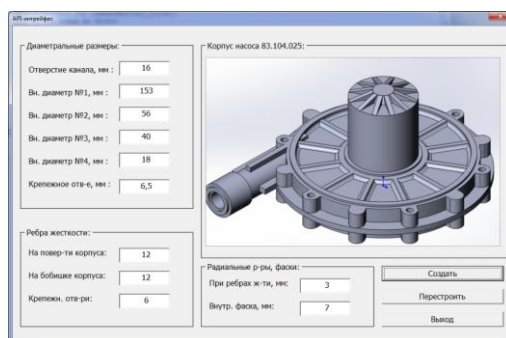 API-интрейфес
Диаметральные размеры:
Отверстие канала, мм : 16
Вн. диаметр №1, мм : 153
Вн. диаметр №2, мм : 56
Вн. диаметр №3, мм : 40
Вн. диаметр №4, мм : 18
Крепежное отв-е, мм : 6,5
Ребра жесткости:
На повер-ти корпуса: 12
На бобишке корпуса: 12
Крепежн. отв-ри: 6
Корпус насоса 83.104.025:
Радиальные р-ры, фаски:
При ребрах ж-ти, мм: 3
Внутр. фаска, мм: 7
Создать
Перестроить
Выход